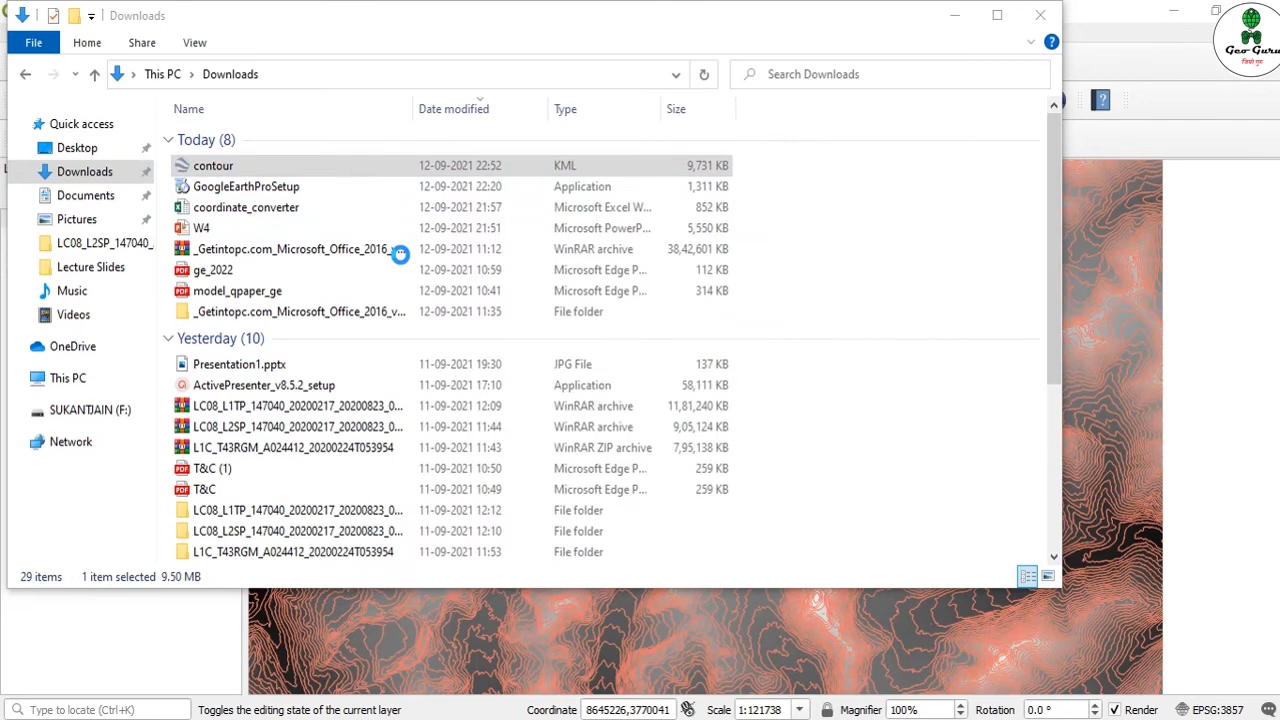 Downloads
Geo Guru
जियो गुरु
File Home Share View
This PC Downloads
Search Downloads
Name Date modified Type Size
Quick access
Desktop
Downloads
Documents
Pictures
LC08_L2SP_147040_
Lecture Slides
Music
Videos
OneDrive
This PC
SUKANTJAIN (F:)
Network
Today (8)
contour 12-09-2021 22:52 KML 9,731 KB
GoogleEarthProSetup 12-09-2021 22:20 Application 1,311 KB
coordinate_converter 12-09-2021 21:57 Microsoft Excel W... 852 KB
W4 12-09-2021 21:51 Microsoft PowerP... 5,550 KB
_Getintopc.com_Microsoft_Office_2016_v 12-09-2021 11:12 WinRAR archive 38,42,601 KB
ge_2022 12-09-2021 10:59 Microsoft Edge P... 112 KB
model_qpaper_ge 12-09-2021 10:41 Microsoft Edge P... 314 KB
_Getintopc.com_Microsoft_Office_2016_v... 12-09-2021 11:35 File folder
Yesterday (10)
Presentation1.pptx 11-09-2021 19:30 JPG File 137 KB
ActivePresenter_v8.5.2_setup 11-09-2021 17:10 Application 58,111 KB
LC08_L1TP_147040_20200217_20200823_0... 11-09-2021 12:09 WinRAR archive 11,81,240 KB
LC08_L2SP_147040_20200217_20200823_0... 11-09-2021 11:44 WinRAR archive 9,05,124 KB
L1C_T43RGM_A024412_20200224T053954 11-09-2021 11:43 WinRAR ZIP archive 7,95,138 KB
T&C (1) 11-09-2021 10:50 Microsoft Edge P... 259 KB
T&C 11-09-2021 10:49 Microsoft Edge P... 259 KB
LC08_L1TP_147040_20200217_20200823_0... 11-09-2021 12:12 File folder
LC08_L2SP_147040_20200217_20200823_0... 11-09-2021 12:10 File folder
L1C_T43RGM_A024412_20200224T053954 11-09-2021 11:53 File folder
29 items 1 item selected 9.50 MB
Type to locate (Ctrl+K) Toggles the editing state of the current layer Coordinate 8645226,3770041 Scale 1:121738 Magnifier 100% Rotation 0.0 ° Render EPSG:3857